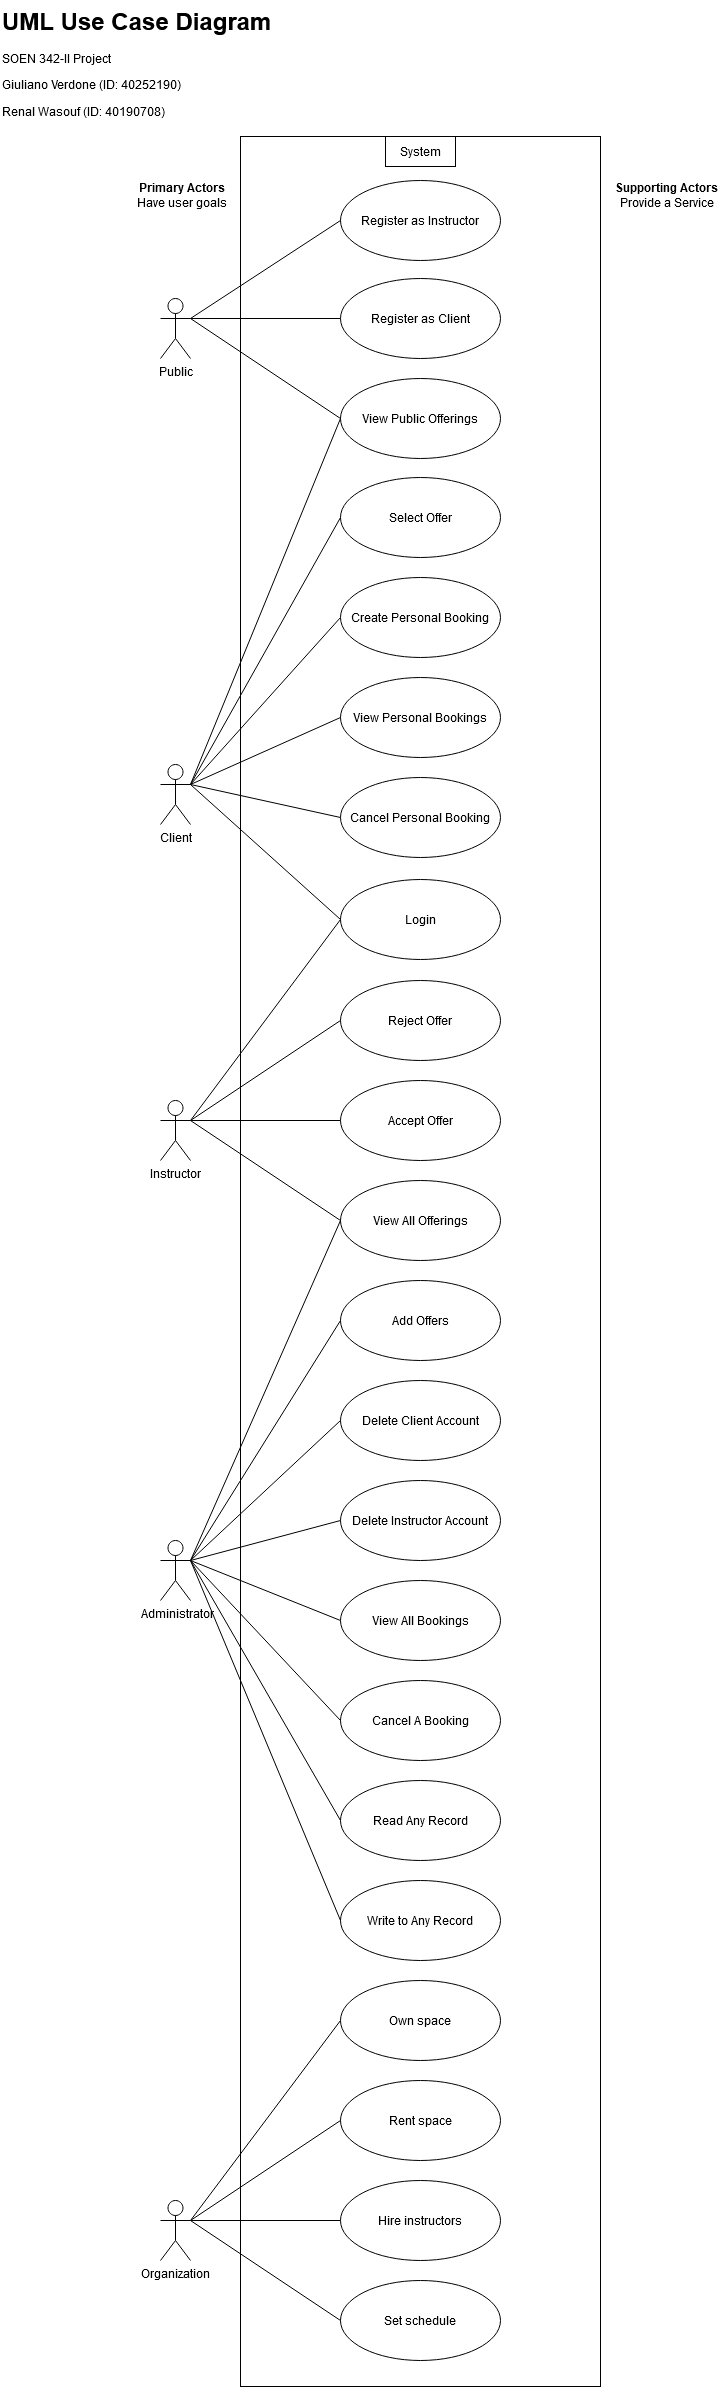 UML Use Case Diagram
SOEN 342-II Project
Giuliano Verdone (ID: 40252190)
Renal Wasouf (ID: 40190708)
System
Primary Actors
Have user goals
Supporting Actors
Provide a Service
Register as Instructor
Register as Client
Public
View Public Offerings
Select Offer
Create Personal Booking
View Personal Bookings
Cancel Personal Booking
Client
Login
Reject Offer
Accept Offer
Instructor
View All Offerings
Add Offers
Delete Client Account
Delete Instructor Account
Administrator
View All Bookings
Cancel A Booking
Read Any Record
Write to Any Record
Own space
Rent space
Hire instructors
Organization
Set schedule